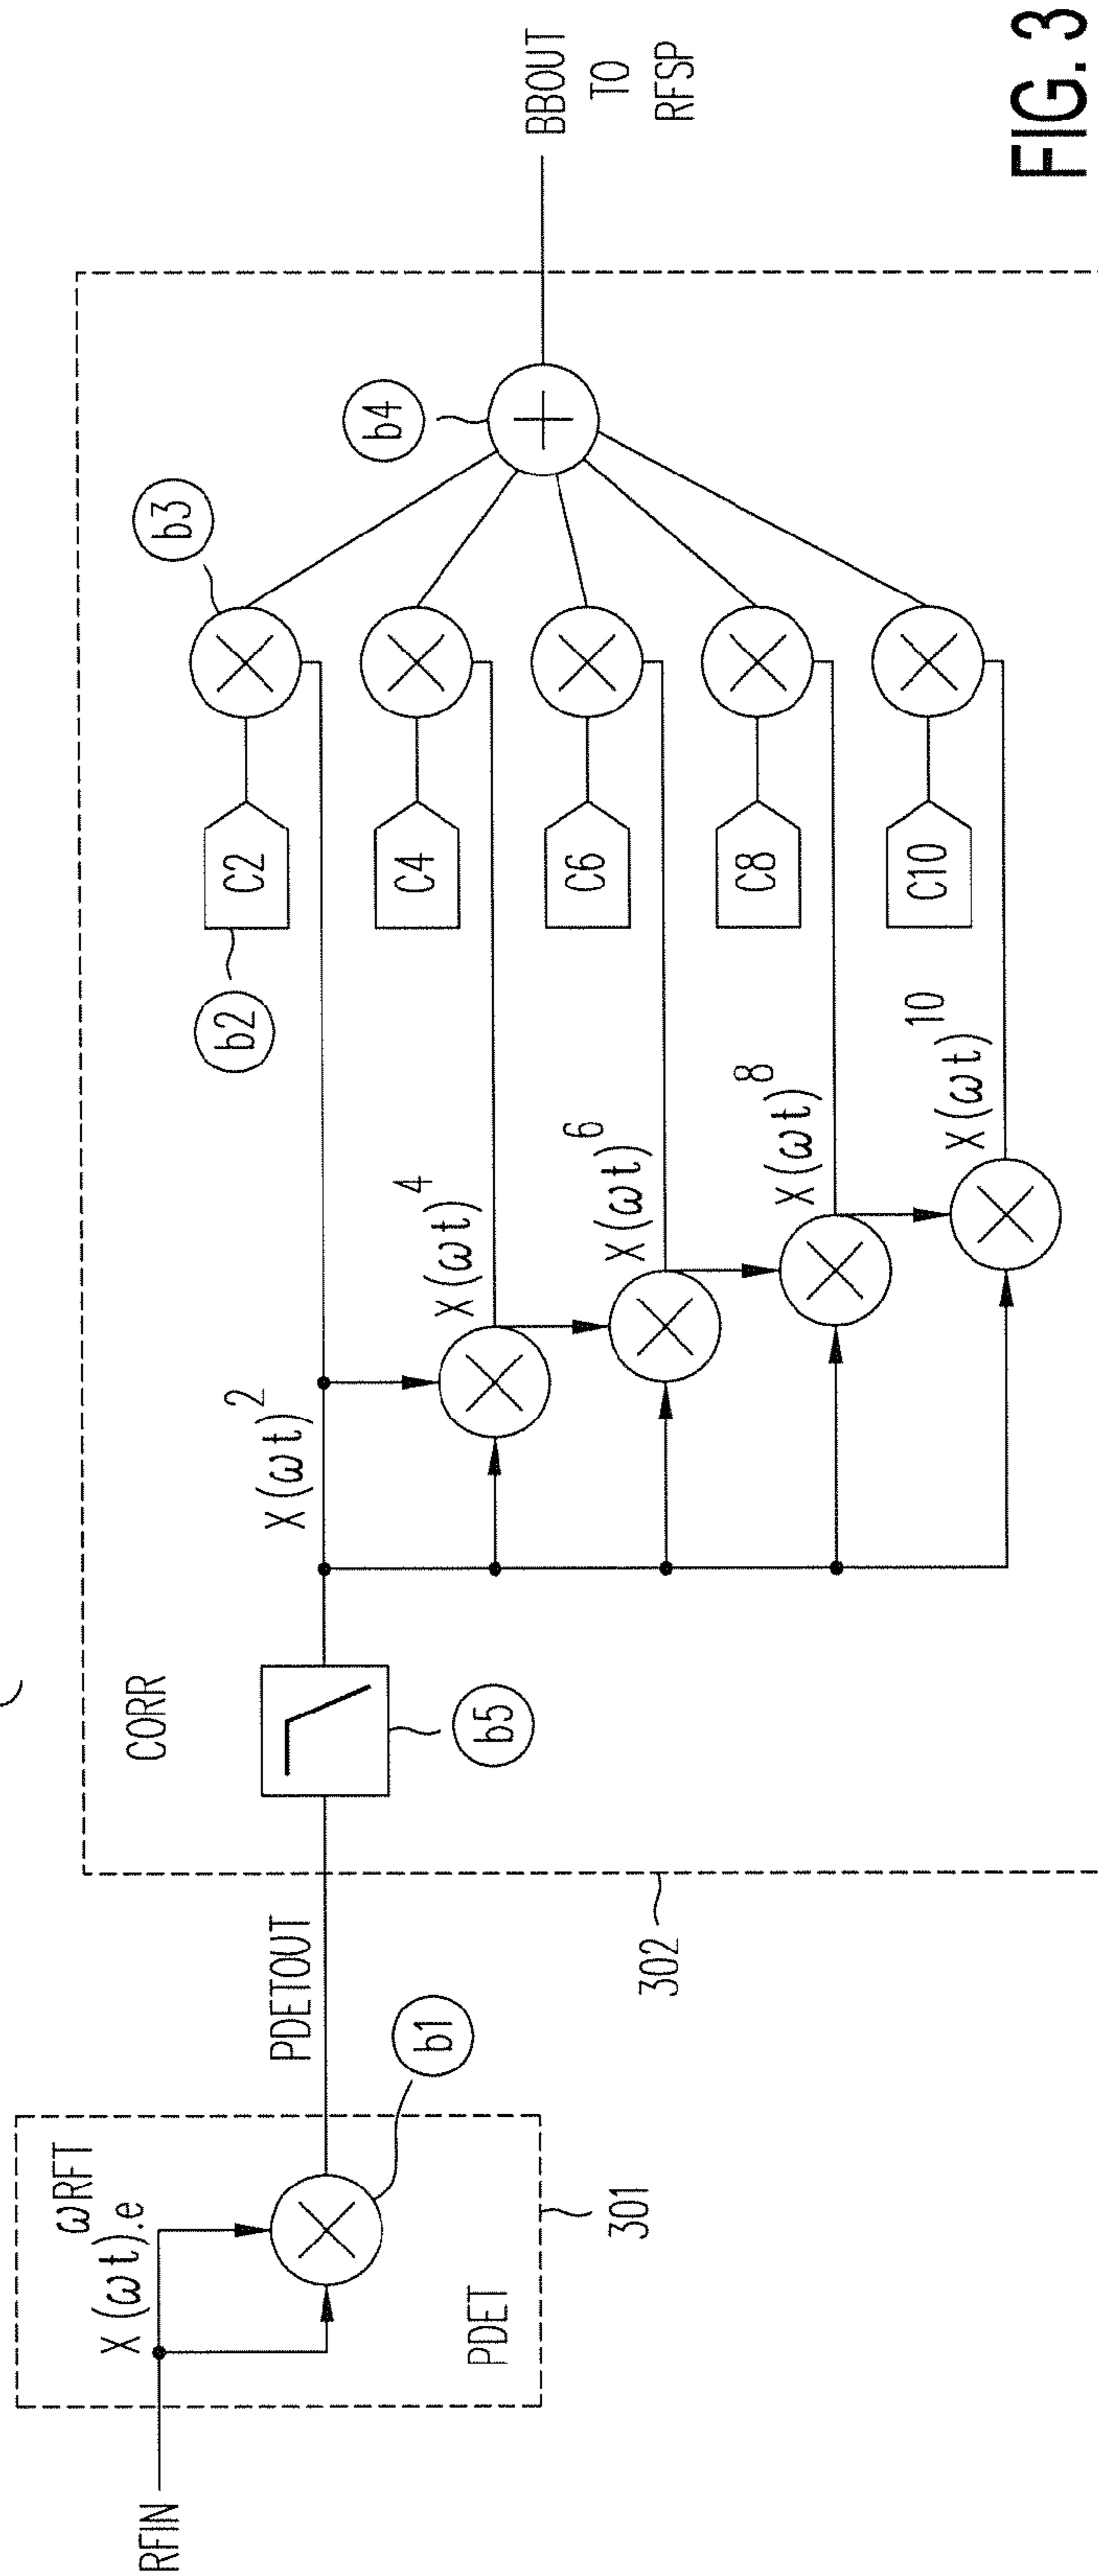 RFIN
X(ωt).e^ωRFT
PDET
301
b1
PDETOUT
302
CORR
b5
X(ωt)^2
X(ωt)^4
X(ωt)^6
X(ωt)^8
X(ωt)^10
b2
C2
C4
C6
C8
C10
b3
b4
BBOUT
TO
RFSP
FIG. 3